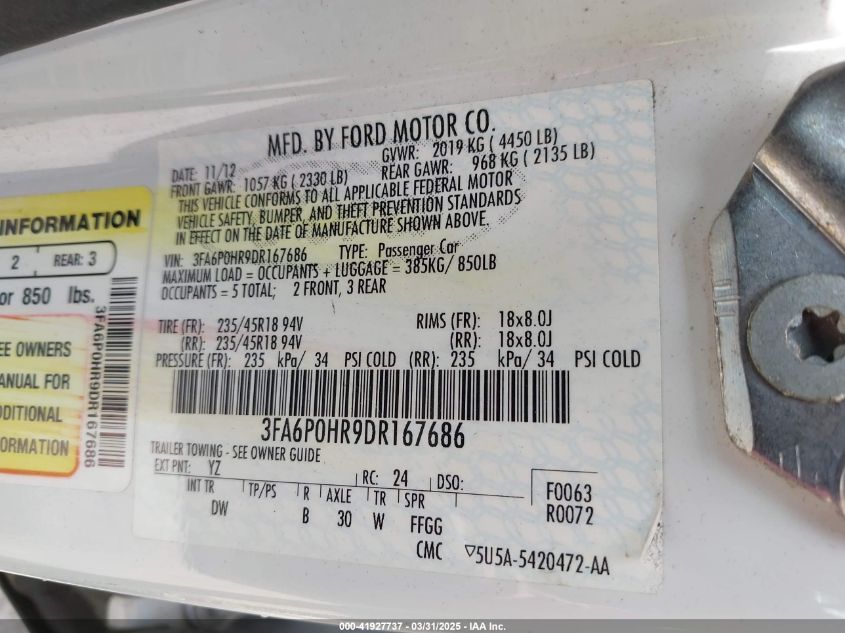 MFD. BY FORD MOTOR CO.
DATE: 11/12 GVWR: 2019 KG ( 4450 LB)
FRONT GAWR: 1057 KG ( 2330 LB) REAR GAWR: 968 KG ( 2135 LB)
THIS VEHICLE CONFORMS TO ALL APPLICABLE FEDERAL MOTOR
VEHICLE SAFETY, BUMPER, AND THEFT PREVENTION STANDARDS
IN EFFECT ON THE DATE OF MANUFACTURE SHOWN ABOVE.
VIN: 3FA6P0HR9DR167686 TYPE: Passenger Car
MAXIMUM LOAD = OCCUPANTS + LUGGAGE = 385KG/ 850LB
OCCUPANTS = 5 TOTAL; 2 FRONT, 3 REAR
TIRE (FR): 235/45R18 94V RIMS (FR): 18x8.0J
(RR): 235/45R18 94V (RR): 18x8.0J
PRESSURE (FR): 235 kPa/ 34 PSI COLD (RR): 235 kPa/ 34 PSI COLD
3FA6P0HR9DR167686
TRAILER TOWING - SEE OWNER GUIDE
EXT PNT: YZ RC: 24 DSO:
INT TR TP/PS R AXLE TR SPR
DW B 30 W FFGG
F0063
R0072
CMC ▽5U5A-5420472-AA
INFORMATION
2 REAR: 3
or 850 lbs.
EE OWNERS
ANUAL FOR
DDITIONAL
FORMATION
3FA6P0HR9DR167686
000-41927737 - 03/31/2025 - IAA Inc.